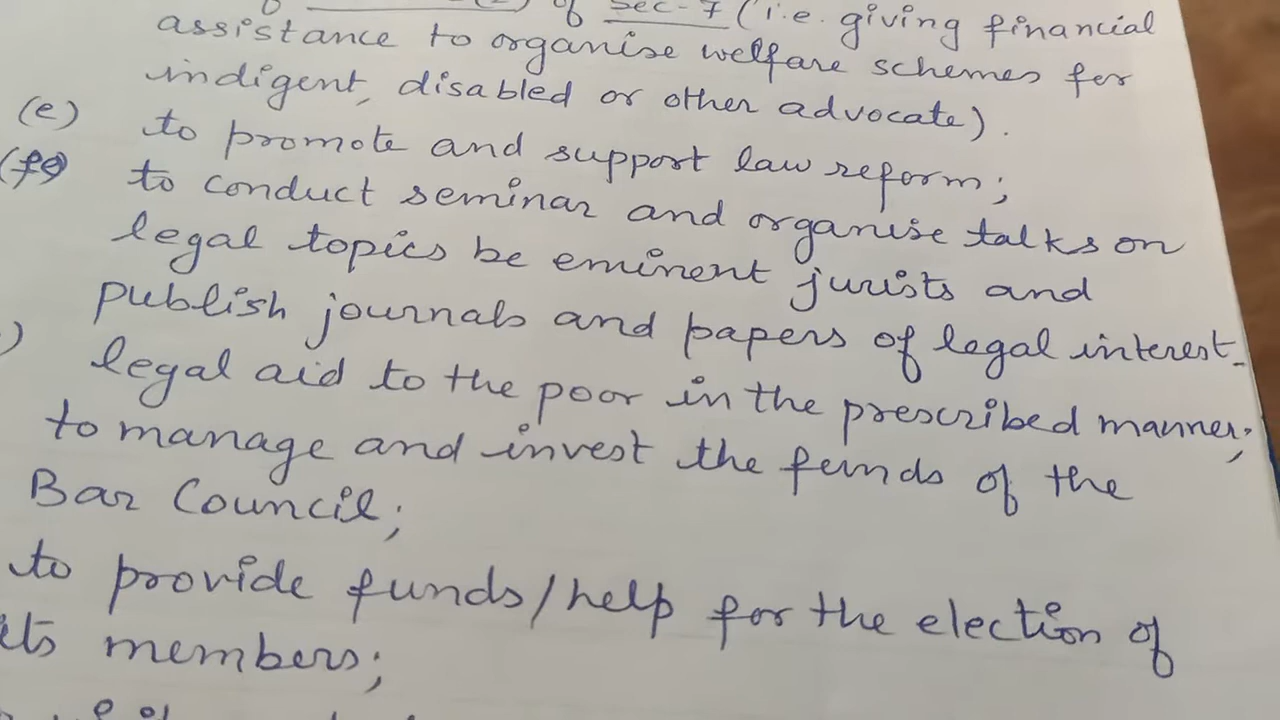 of Sec-7 (i.e. giving financial
assistance to organise welfare schemes for
indigent, disabled or other advocate).
(e) to promote and support law reform;
to conduct seminar and organise talks on
legal topics be eminent jurists and
publish journals and papers of legal interest.
) legal aid to the poor in the prescribed manner;
to manage and invest the funds of the
Bar Council;
to provide funds/help for the election of
its members;